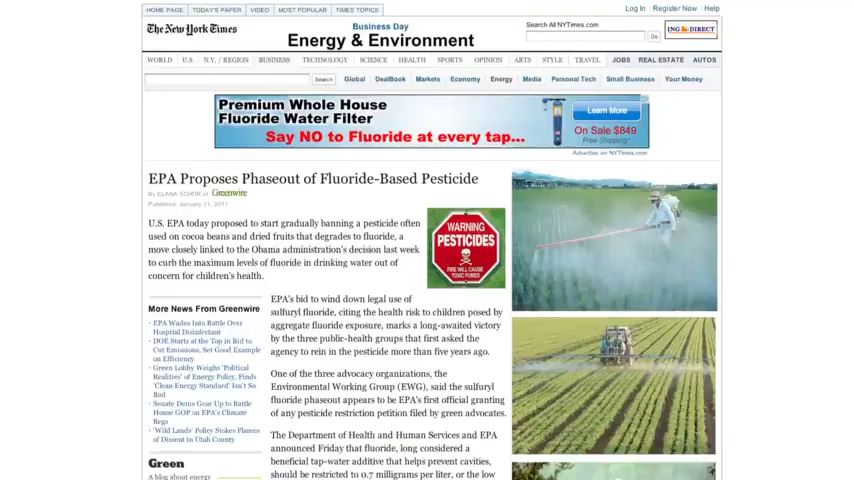 HOME PAGE TODAY'S PAPER VIDEO MOST POPULAR TIMES TOPICS
Log In Register Now Help
The New York Times
Business Day
Energy & Environment
Search All NYTimes.com
Go
ING DIRECT
WORLD U.S. N.Y. / REGION BUSINESS TECHNOLOGY SCIENCE HEALTH SPORTS OPINION ARTS STYLE TRAVEL JOBS REAL ESTATE AUTOS
Search Global DealBook Markets Economy Energy Media Personal Tech Small Business Your Money
Premium Whole House
Fluoride Water Filter
Say NO to Fluoride at every tap...
Learn More
On Sale $849
Free Shipping*
Advertise on NYTimes.com
EPA Proposes Phaseout of Fluoride-Based Pesticide
By ELANA SCHOR of Greenwire
Published: January 11, 2011
U.S. EPA today proposed to start gradually banning a pesticide often
used on cocoa beans and dried fruits that degrades to fluoride, a
move closely linked to the Obama administration's decision last week
to curb the maximum levels of fluoride in drinking water out of
concern for children's health.
WARNING
PESTICIDES
FIRE WILL CAUSE
TOXIC FUMES
More News From Greenwire
EPA Wades Into Battle Over
Hospital Disinfectant
DOE Starts at the Top in Bid to
Cut Emissions, Set Good Example
on Efficiency
Green Lobby Weighs 'Political
Realities' of Energy Policy, Finds
'Clean Energy Standard' Isn't So
Bad
Senate Dems Gear Up to Battle
House GOP on EPA's Climate
Regs
'Wild Lands' Policy Stokes Flames
of Dissent in Utah County
Green
A blog about energy
EPA's bid to wind down legal use of
sulfuryl fluoride, citing the health risk to children posed by
aggregate fluoride exposure, marks a long-awaited victory
by the three public-health groups that first asked the
agency to rein in the pesticide more than five years ago.
One of the three advocacy organizations, the
Environmental Working Group (EWG), said the sulfuryl
fluoride phaseout appears to be EPA's first official granting
of any pesticide restriction petition filed by green advocates.
The Department of Health and Human Services and EPA
announced Friday that fluoride, long considered a
beneficial tap-water additive that helps prevent cavities,
should be restricted to 0.7 milligrams per liter, or the low